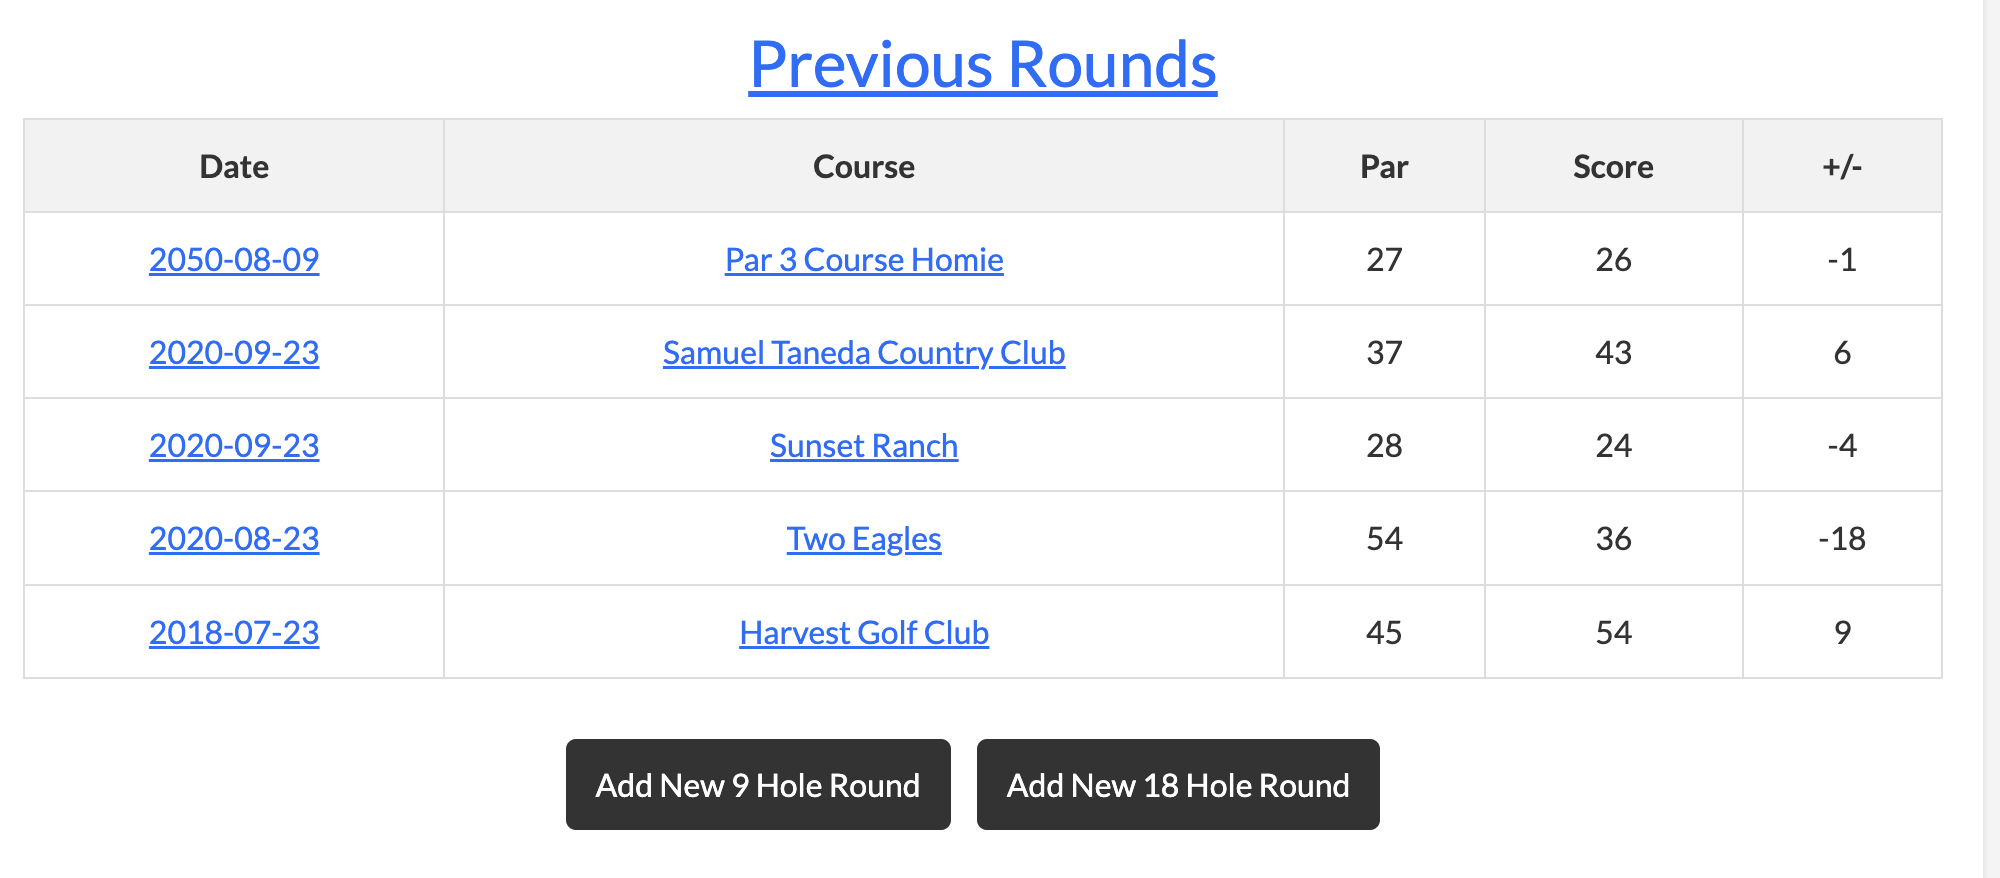 Previous Rounds
Date Course Par Score +/-
2050-08-09 Par 3 Course Homie 27 26 -1
2020-09-23 Samuel Taneda Country Club 37 43 6
2020-09-23 Sunset Ranch 28 24 -4
2020-08-23 Two Eagles 54 36 -18
2018-07-23 Harvest Golf Club 45 54 9
Add New 9 Hole Round Add New 18 Hole Round